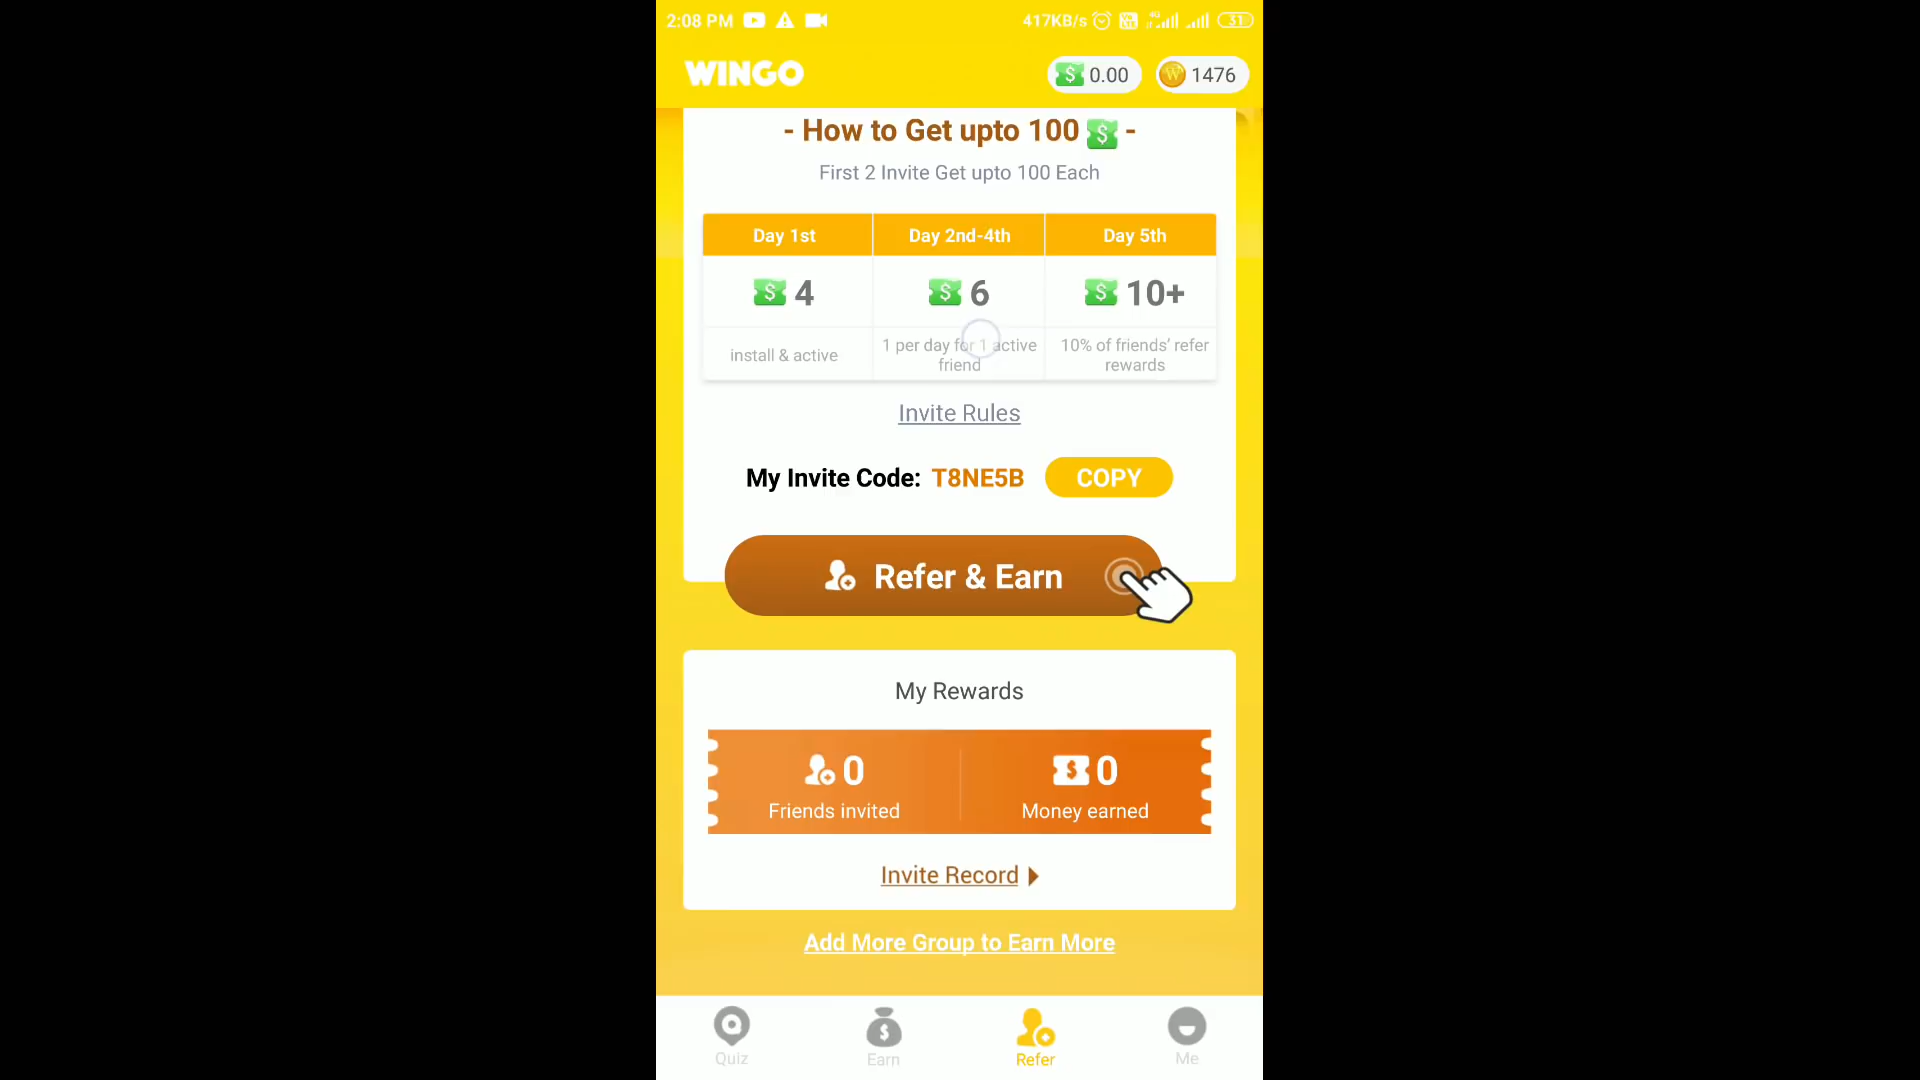 2:08 PM 417KB/s 4G 31
WINGO 0.00 1476
- How to Get upto 100 $ -
First 2 Invite Get upto 100 Each
Day 1st Day 2nd-4th Day 5th
$ 4 $ 6 $ 10+
install & active
1 per day for 1 active friend
10% of friends’ refer rewards
Invite Rules
My Invite Code: T8NE5B COPY
Refer & Earn
My Rewards
0 $ 0
Friends invited Money earned
Invite Record
Add More Group to Earn More
Quiz Earn Refer Me